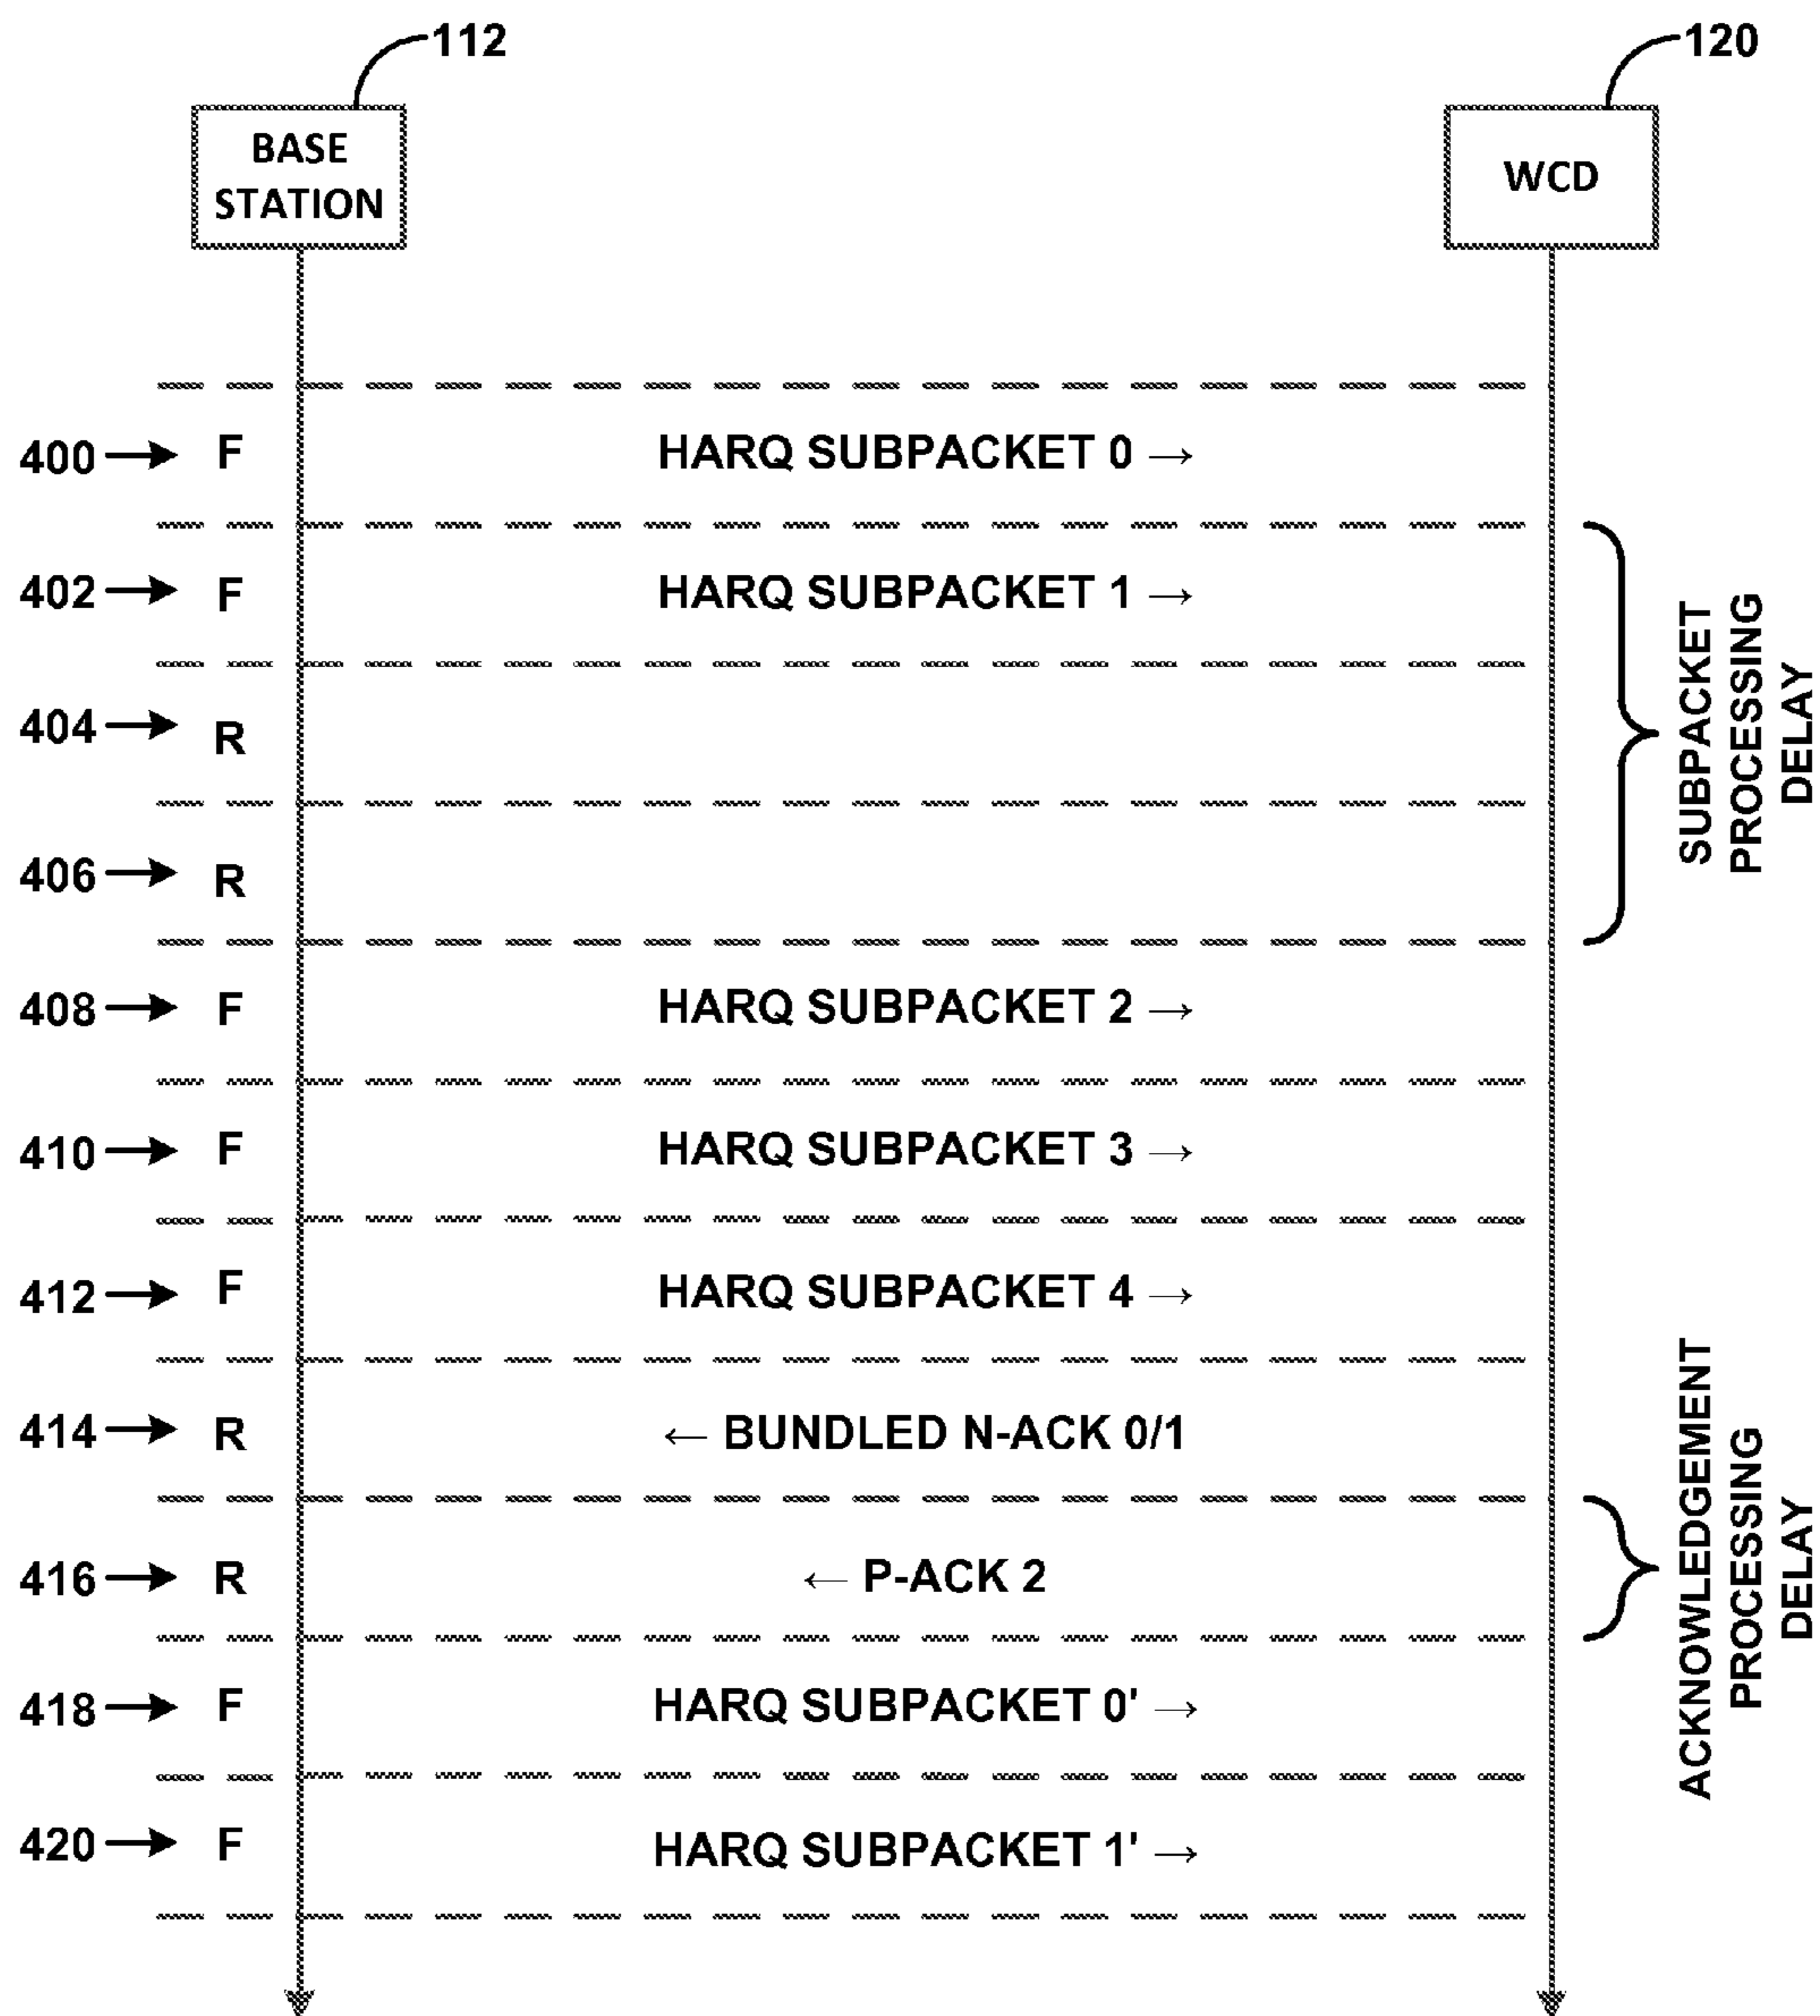 112
120
BASE
STATION
WCD
400 → F HARQ SUBPACKET 0 →
402 → F HARQ SUBPACKET 1 →
404 → R
406 → R
SUBPACKET
PROCESSING
DELAY
408 → F HARQ SUBPACKET 2 →
410 → F HARQ SUBPACKET 3 →
412 → F HARQ SUBPACKET 4 →
414 → R ← BUNDLED N-ACK 0/1
416 → R ← P-ACK 2
ACKNOWLEDGEMENT
PROCESSING
DELAY
418 → F HARQ SUBPACKET 0' →
420 → F HARQ SUBPACKET 1' →